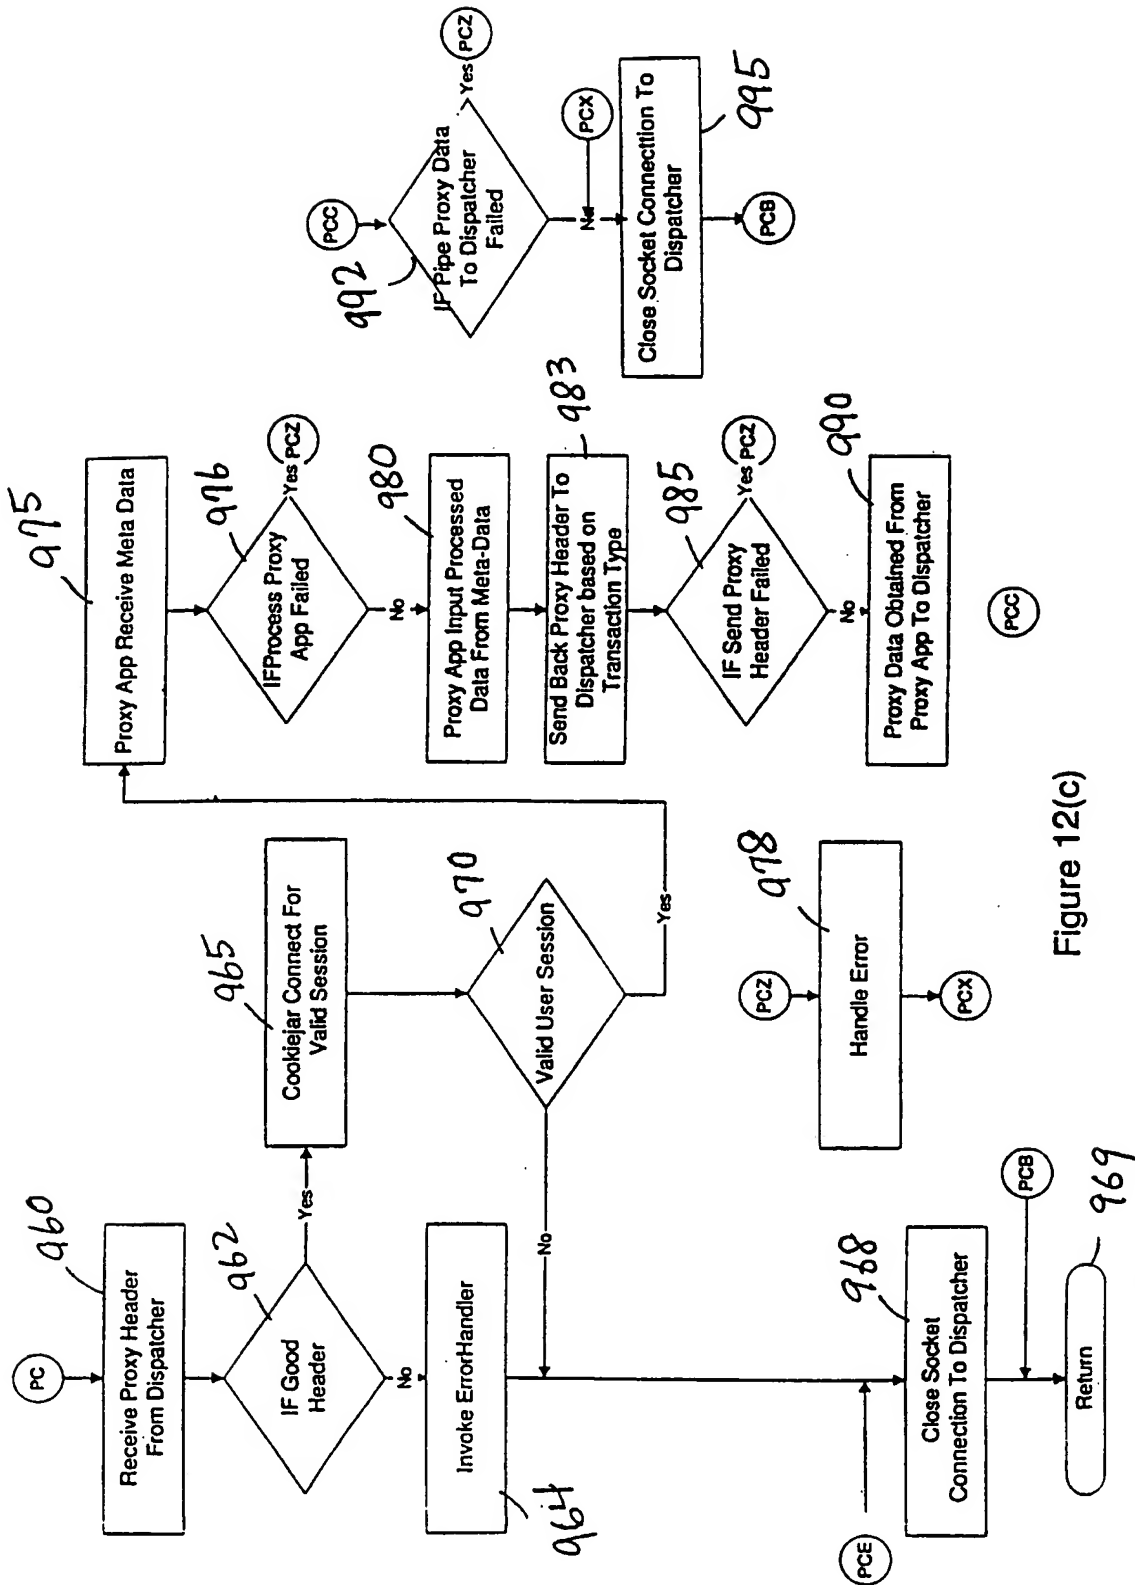 PC
960
Receive Proxy Header
From Dispatcher
962
IF Good
Header
Yes
No
Invoke ErrorHandler
964
965
Cookiejar Connect For
Valid Session
970
Valid User Session
No
Yes
PCE
968
Close Socket
Connection To Dispatcher
PCB
Return
969
975
Proxy App Receive Meta Data
976
IFProcess Proxy
App Failed
Yes
PCZ
No
980
Proxy App Input Processed
Data From Meta-Data
983
Send Back Proxy Header To
Dispatcher based on
Transaction Type
985
IF Send Proxy
Header Failed
Yes
PCZ
No
990
Proxy Data Obtained From
Proxy App To Dispatcher
PCC
PCZ
978
Handle Error
PCX
PCC
992
IF Pipe Proxy Data
To Dispatcher
Failed
Yes
PCZ
No
PCX
Close Socket Connecttion To
Dispatcher
995
PCB
Figure 12(c)